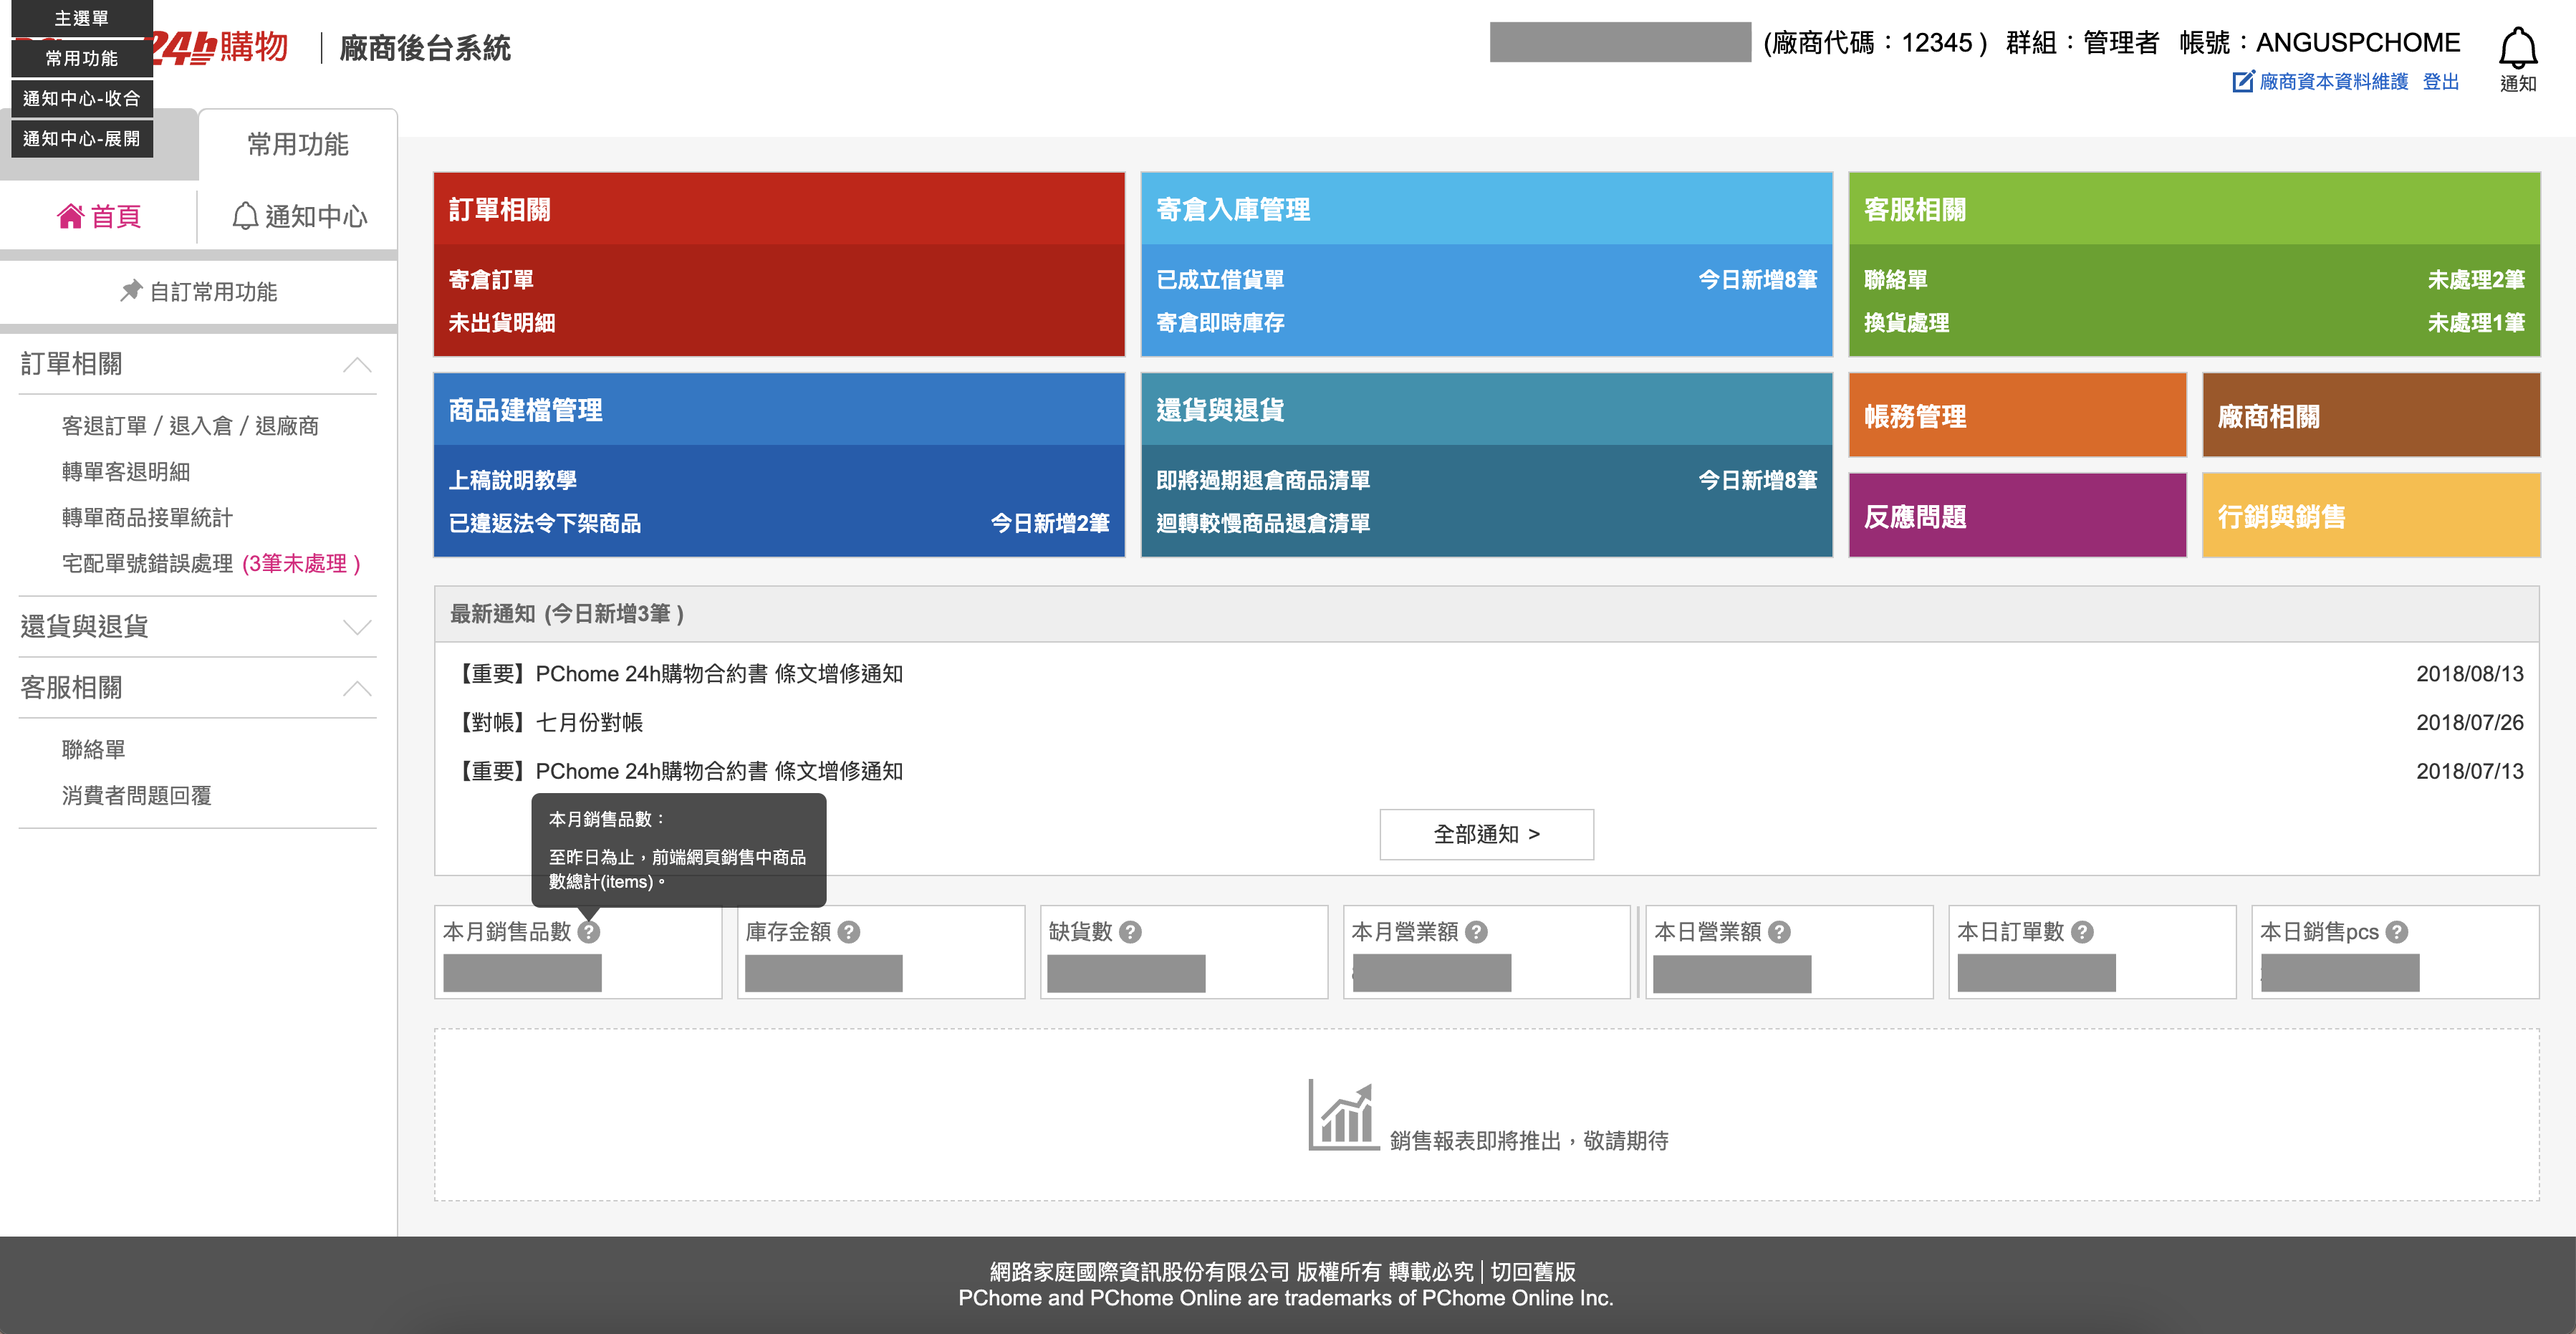 主選單
常用功能
通知中心-收合
通知中心-展開
24h購物
廠商後台系統
(廠商代碼：12345 ) 群組：管理者 帳號：ANGUSPCHOME
廠商資本資料維護 登出
通知
常用功能
首頁
通知中心
自訂常用功能
訂單相關
客退訂單 / 退入倉 / 退廠商
轉單客退明細
轉單商品接單統計
宅配單號錯誤處理 (3筆未處理 )
還貨與退貨
客服相關
聯絡單
消費者問題回覆
訂單相關
寄倉訂單
未出貨明細
寄倉入庫管理
已成立借貨單 今日新增8筆
寄倉即時庫存
客服相關
聯絡單 未處理2筆
換貨處理 未處理1筆
商品建檔管理
上稿說明教學
已違返法令下架商品 今日新增2筆
還貨與退貨
即將過期退倉商品清單 今日新增8筆
迴轉較慢商品退倉清單
帳務管理
廠商相關
反應問題
行銷與銷售
最新通知 (今日新增3筆 )
【重要】PChome 24h購物合約書 條文增修通知 2018/08/13
【對帳】七月份對帳 2018/07/26
【重要】PChome 24h購物合約書 條文增修通知 2018/07/13
全部通知 >
本月銷售品數：
至昨日為止，前端網頁銷售中商品
數總計(items)。
本月銷售品數 ?
庫存金額 ?
缺貨數 ?
本月營業額 ?
本日營業額 ?
本日訂單數 ?
本日銷售pcs ?
銷售報表即將推出，敬請期待
網路家庭國際資訊股份有限公司 版權所有 轉載必究 | 切回舊版
PChome and PChome Online are trademarks of PChome Online Inc.